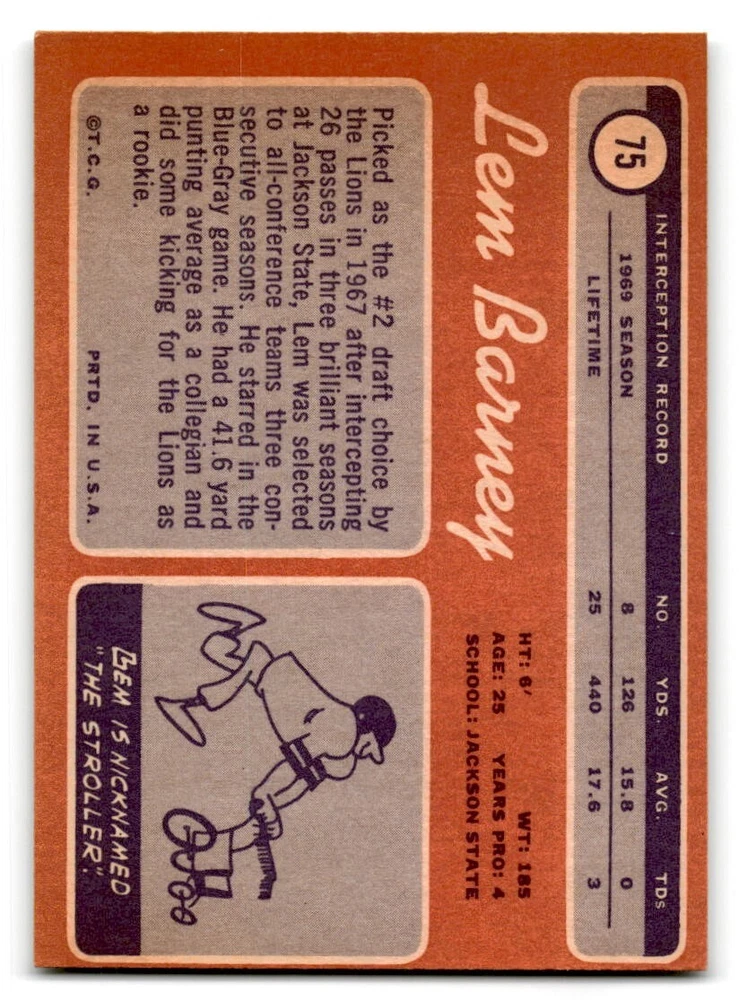 75
INTERCEPTION RECORD NO. YDS. AVG. TDs
1969 SEASON 8 126 15.8 0
LIFETIME 25 440 17.6 3
Lem Barney
HT: 6' WT: 185
AGE: 25 YEARS PRO: 4
SCHOOL: JACKSON STATE
Picked as the #2 draft choice by
the Lions in 1967 after intercepting
26 passes in three brilliant seasons
at Jackson State, Lem was selected
to all-conference teams three con-
secutive seasons. He starred in the
Blue-Gray game. He had a 41.6 yard
punting average as a collegian and
did some kicking for the Lions as
a rookie.
©T.C.G. PRTD. IN U.S.A.
LEM IS NICKNAMED
"THE STROLLER".